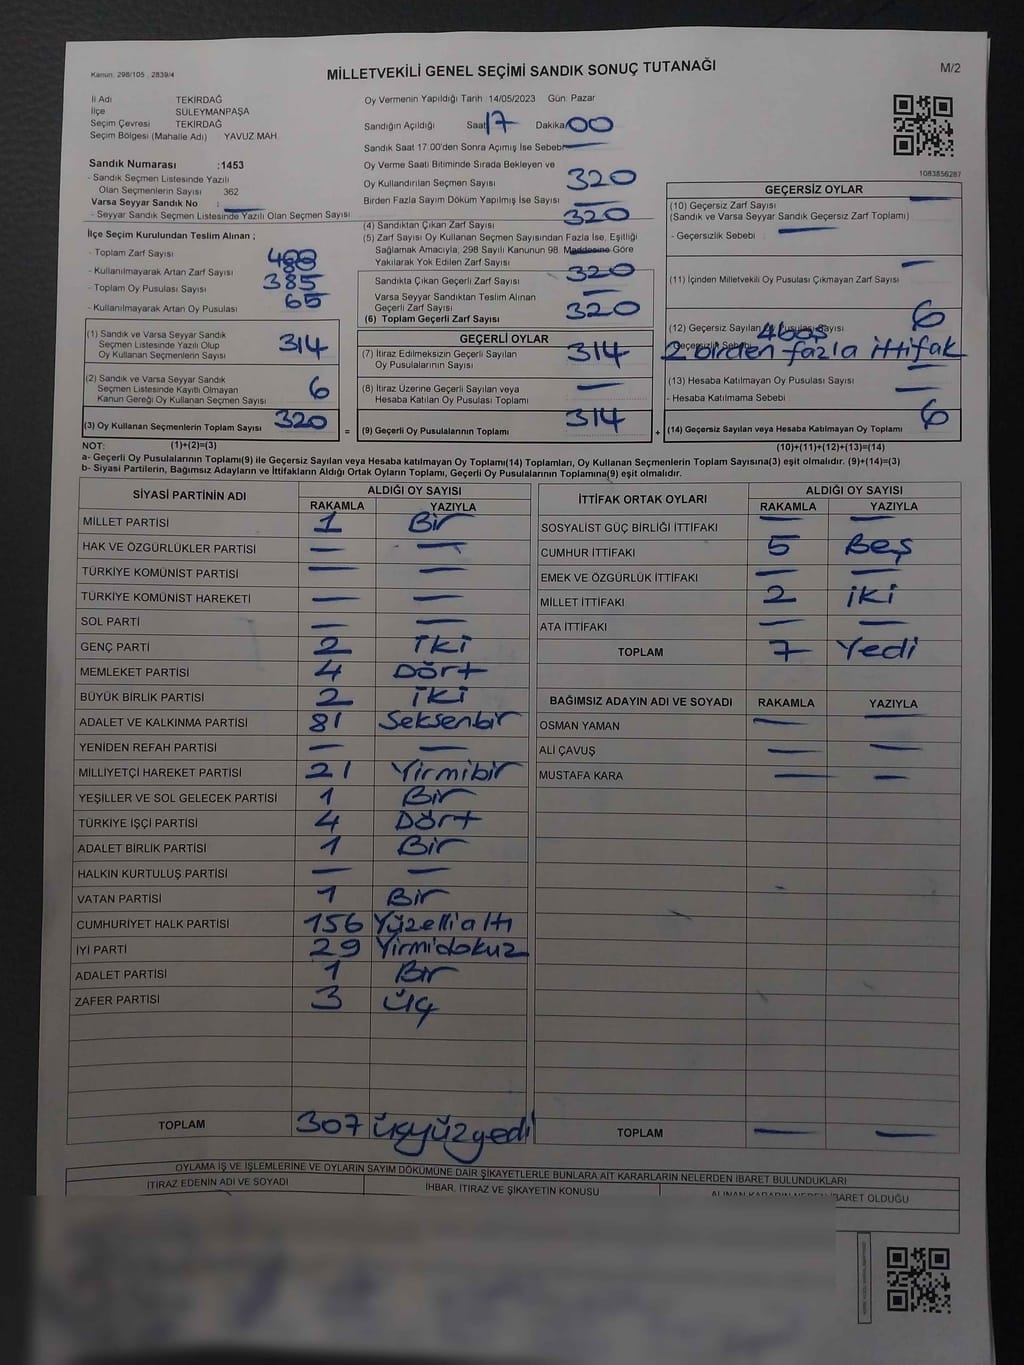 Kanun. 298/105 , 2839/4
MİLLETVEKİLİ GENEL SEÇİMİ SANDIK SONUÇ TUTANAĞI
M/2
İl Adı TEKİRDAĞ
İlçe SÜLEYMANPAŞA
Seçim Çevresi TEKİRDAĞ
Seçim Bölgesi (Mahalle Adı) YAVUZ MAH
Sandık Numarası :1453
- Sandık Seçmen Listesinde Yazılı
Olan Seçmenlerin Sayısı 362
Varsa Seyyar Sandık No :
- Seyyar Sandık Seçmen Listesinde Yazılı Olan Seçmen Sayısı
İlçe Seçim Kurulundan Teslim Alınan ;
- Toplam Zarf Sayısı
- Kullanılmayarak Artan Zarf Sayısı
- Toplam Oy Pusulası Sayısı 385
- Kullanılmayarak Artan Oy Pusulası 65
(1) Sandık ve Varsa Seyyar Sandık
Seçmen Listesinde Yazılı Olup
Oy Kullanan Seçmenlerin Sayısı 314
(2) Sandık ve Varsa Seyyar Sandık
Seçmen Listesinde Kayıtlı Olmayan
Kanun Gereği Oy Kullanan Seçmen Sayısı 6
(3) Oy Kullanan Seçmenlerin Toplam Sayısı 320
Oy Vermenin Yapıldığı Tarih 14/05/2023 Gün: Pazar
Sandığın Açıldığı Saat 17 Dakika 00
Sandık Saat 17.00'den Sonra Açımış İse Sebebi
Oy Verme Saati Bitiminde Sırada Bekleyen ve
Oy Kullandırılan Seçmen Sayısı 320
Birden Fazla Sayım Döküm Yapılmış İse Sayısı
(4) Sandıktan Çıkan Zarf Sayısı 320
(5) Zarf Sayısı Oy Kullanan Seçmen Sayısından Fazla İse, Eşitliği
Sağlamak Amacıyla, 298 Sayılı Kanunun 98. Maddesine Göre
Yakılarak Yok Edilen Zarf Sayısı
Sandıkta Çıkan Geçerli Zarf Sayısı 320
Varsa Seyyar Sandıktan Teslim Alınan
Geçerli Zarf Sayısı
(6) Toplam Geçerli Zarf Sayısı 320
GEÇERLİ OYLAR
(7) İtiraz Edilmeksizin Geçerli Sayılan
Oy Pusulalarının Sayısı 314
(8) İtiraz Üzerine Geçerli Sayılan veya
Hesaba Katılan Oy Pusulası Toplamı
= (9) Geçerli Oy Pusulalarının Toplamı 314 +
1083856287
GEÇERSİZ OYLAR
(10) Geçersiz Zarf Sayısı
(Sandık ve Varsa Seyyar Sandık Geçersiz Zarf Toplamı)
- Geçersizlik Sebebi
(11) İçinden Milletvekili Oy Pusulası Çıkmayan Zarf Sayısı
(12) Geçersiz Sayılan Oy Pusulası Sayısı 6
4 boş
Geçersizlik Sebebi
2 birden fazla ittifak
(13) Hesaba Katılmayan Oy Pusulası Sayısı
- Hesaba Katılmama Sebebi
(14) Geçersiz Sayılan veya Hesaba Katılmayan Oy Toplamı 6
NOT: (1)+(2)=(3) (10)+(11)+(12)+(13)=(14)
a- Geçerli Oy Pusulalarının Toplamı(9) ile Geçersiz Sayılan veya Hesaba katılmayan Oy Toplamı(14) Toplamları, Oy Kullanan Seçmenlerin Toplam Sayısına(3) eşit olmalıdır. (9)+(14)=(3)
b- Siyasi Partilerin, Bağımsız Adayların ve İttifakların Aldığı Ortak Oyların Toplamı, Geçerli Oy Pusulalarının Toplamına(9) eşit olmalıdır.
SİYASİ PARTİNİN ADI ALDIĞI OY SAYISI
RAKAMLA YAZIYLA
MİLLET PARTİSİ 1 Bir
HAK VE ÖZGÜRLÜKLER PARTİSİ — —
TÜRKİYE KOMÜNİST PARTİSİ — —
TÜRKİYE KOMÜNİST HAREKETİ — —
SOL PARTİ — —
GENÇ PARTİ 2 iki
MEMLEKET PARTİSİ 4 Dört
BÜYÜK BİRLİK PARTİSİ 2 iki
ADALET VE KALKINMA PARTİSİ 81 Seksenbir
YENİDEN REFAH PARTİSİ — —
MİLLİYETÇİ HAREKET PARTİSİ 21 Yirmibir
YEŞİLLER VE SOL GELECEK PARTİSİ 1 Bir
TÜRKİYE İŞÇİ PARTİSİ 4 Dört
ADALET BİRLİK PARTİSİ 1 Bir
HALKIN KURTULUŞ PARTİSİ — —
VATAN PARTİSİ 1 Bir
CUMHURİYET HALK PARTİSİ 156 Yüzellialtı
İYİ PARTİ 29 Yirmidokuz
ADALET PARTİSİ 1 Bir
ZAFER PARTİSİ 3 üç
TOPLAM 307 üçyüzyedi
İTTİFAK ORTAK OYLARI ALDIĞI OY SAYISI
RAKAMLA YAZIYLA
SOSYALİST GÜÇ BİRLİĞİ İTTİFAKI — —
CUMHUR İTTİFAKI 5 Beş
EMEK VE ÖZGÜRLÜK İTTİFAKI — —
MİLLET İTTİFAKI 2 iki
ATA İTTİFAKI — —
TOPLAM 7 Yedi
BAĞIMSIZ ADAYIN ADI VE SOYADI RAKAMLA YAZIYLA
OSMAN YAMAN — —
ALİ ÇAVUŞ — —
MUSTAFA KARA — —
TOPLAM — —
OYLAMA İŞ VE İŞLEMLERİNE VE OYLARIN SAYIM DÖKÜMÜNE DAİR ŞİKAYETLERLE BUNLARA AİT KARARLARIN NELERDEN İBARET BULUNDUKLARI
İTİRAZ EDENİN ADI VE SOYADI İHBAR, İTİRAZ VE ŞİKAYETİN KONUSU ALINAN KARARIN NEDEN İBARET OLDUĞU